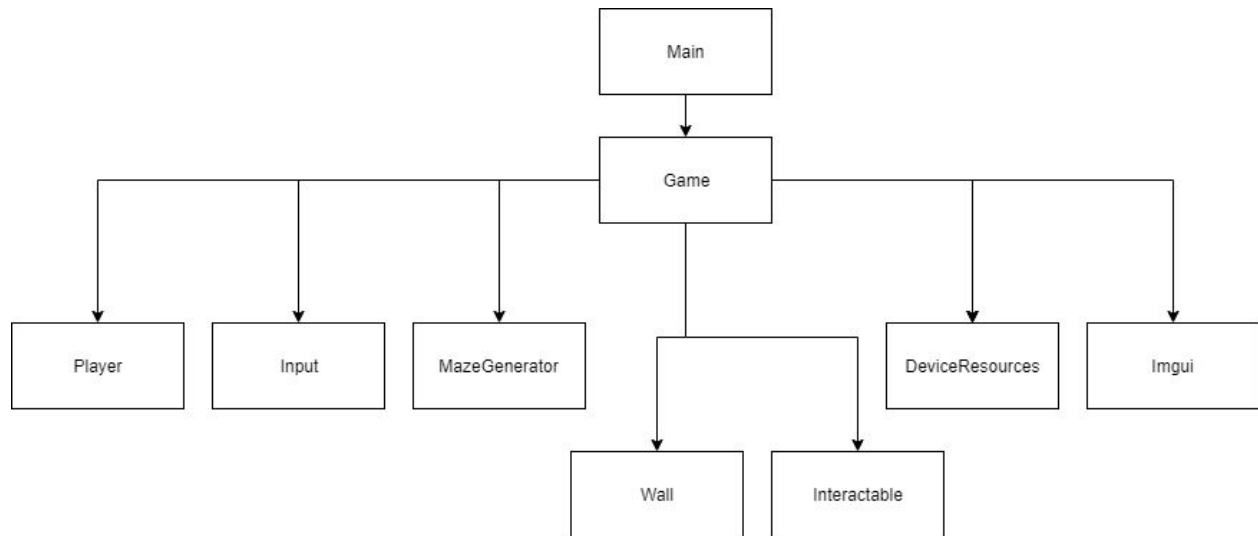 Main
Game
Player
Input
MazeGenerator
DeviceResources
Imgui
Wall
Interactable